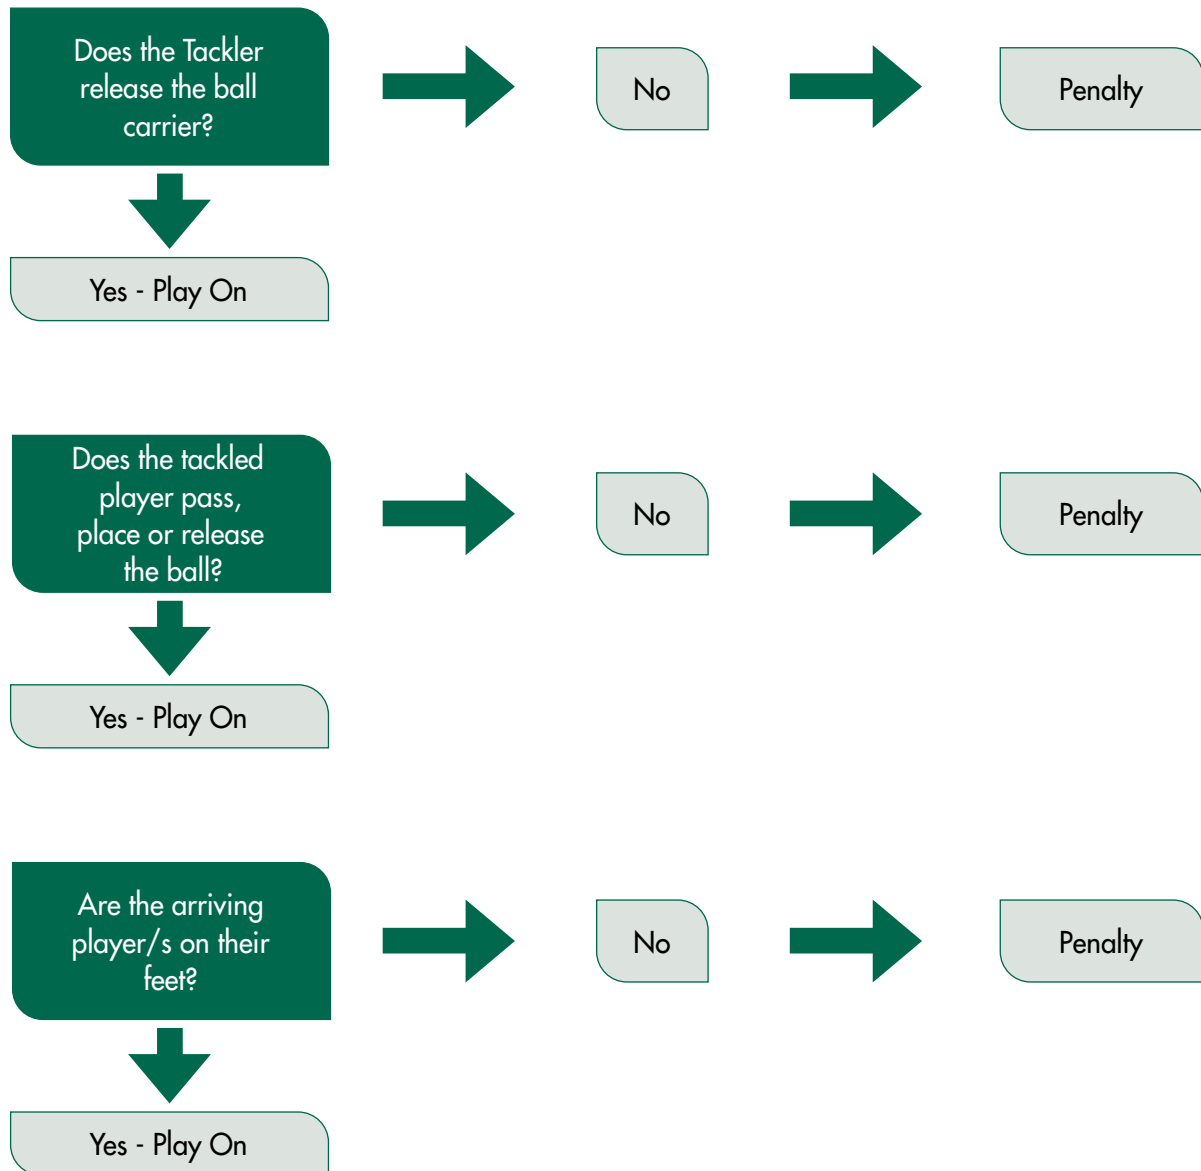 Does the Tackler
release the ball
carrier?
No
Penalty
Yes - Play On
Does the tackled
player pass,
place or release
the ball?
No
Penalty
Yes - Play On
Are the arriving
player/s on their
feet?
No
Penalty
Yes - Play On